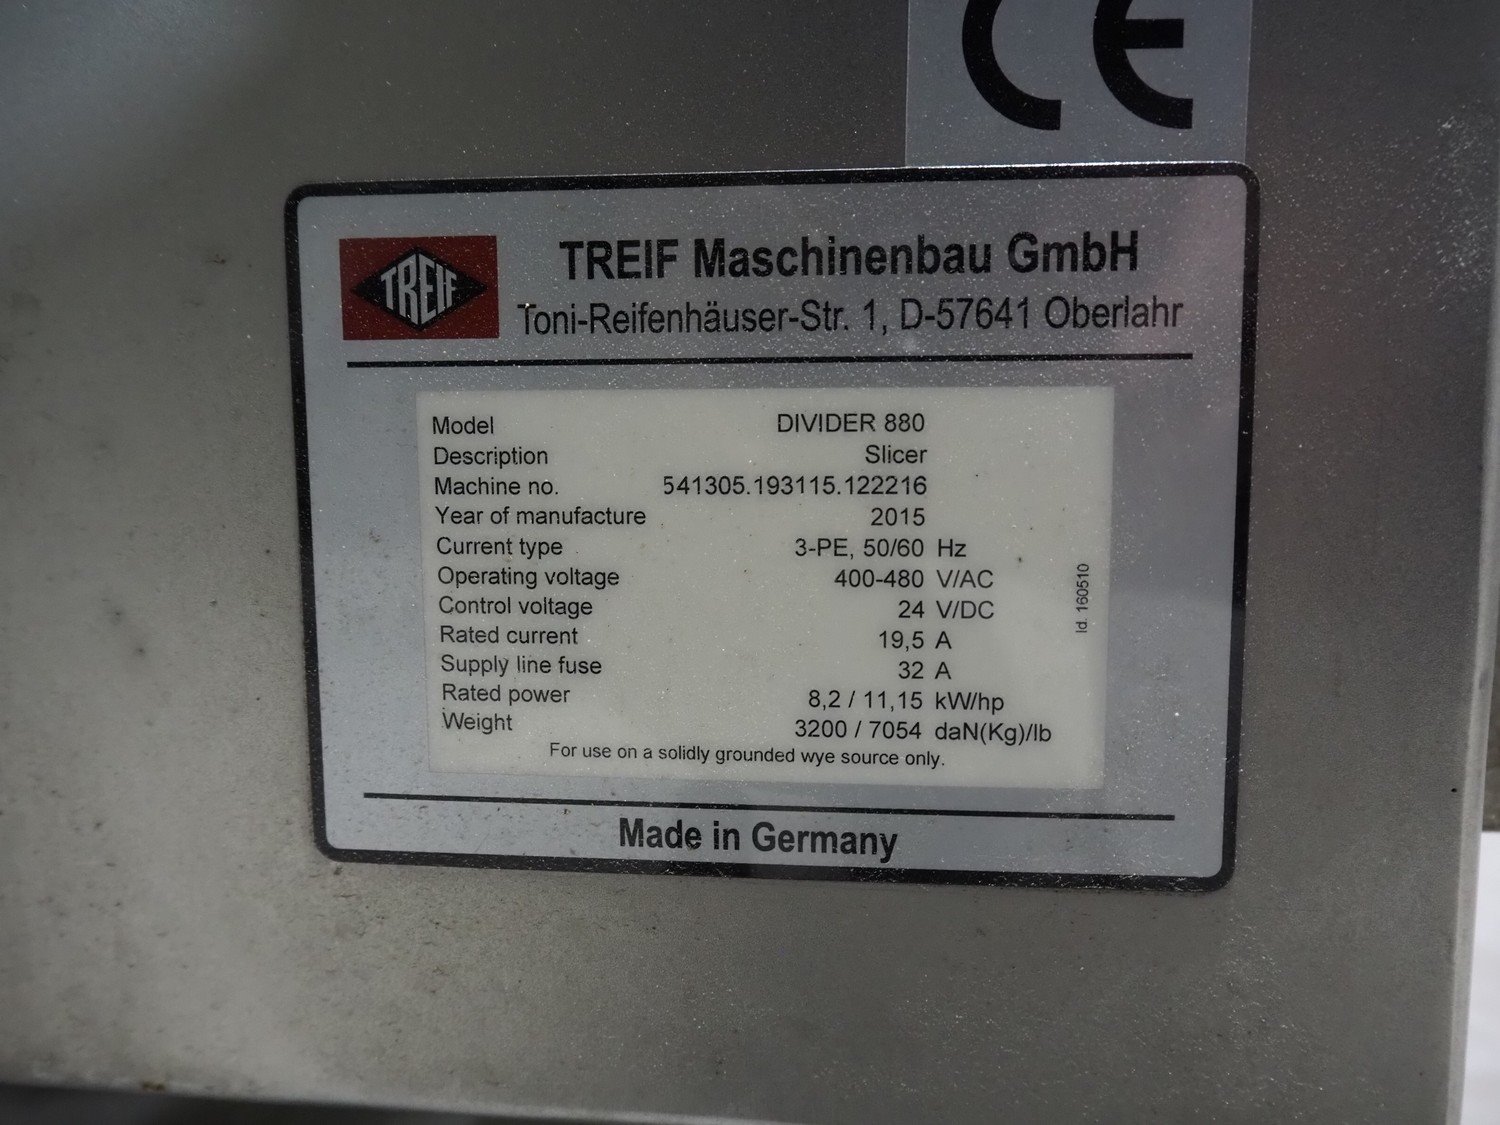 CE
TREIF
TREIF Maschinenbau GmbH
Toni-Reifenhäuser-Str. 1, D-57641 Oberlahr
Model DIVIDER 880
Description Slicer
Machine no. 541305.193115.122216
Year of manufacture 2015
Current type 3-PE, 50/60 Hz
Operating voltage 400-480 V/AC
Control voltage 24 V/DC
Rated current 19,5 A
Supply line fuse 32 A
Rated power 8,2 / 11,15 kW/hp
Weight 3200 / 7054 daN(Kg)/lb
For use on a solidly grounded wye source only.
Id. 160510
Made in Germany